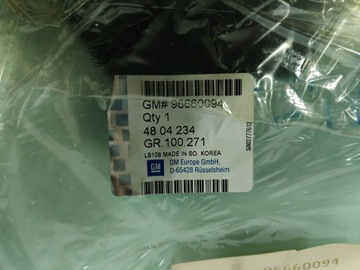 GM# 96660094
Qty 1
48 04 234
GR.100.271
LB108 MADE IN SO. KOREA
GM
GM Europe GmbH,
D-65428 Rüsselsheim
96660094